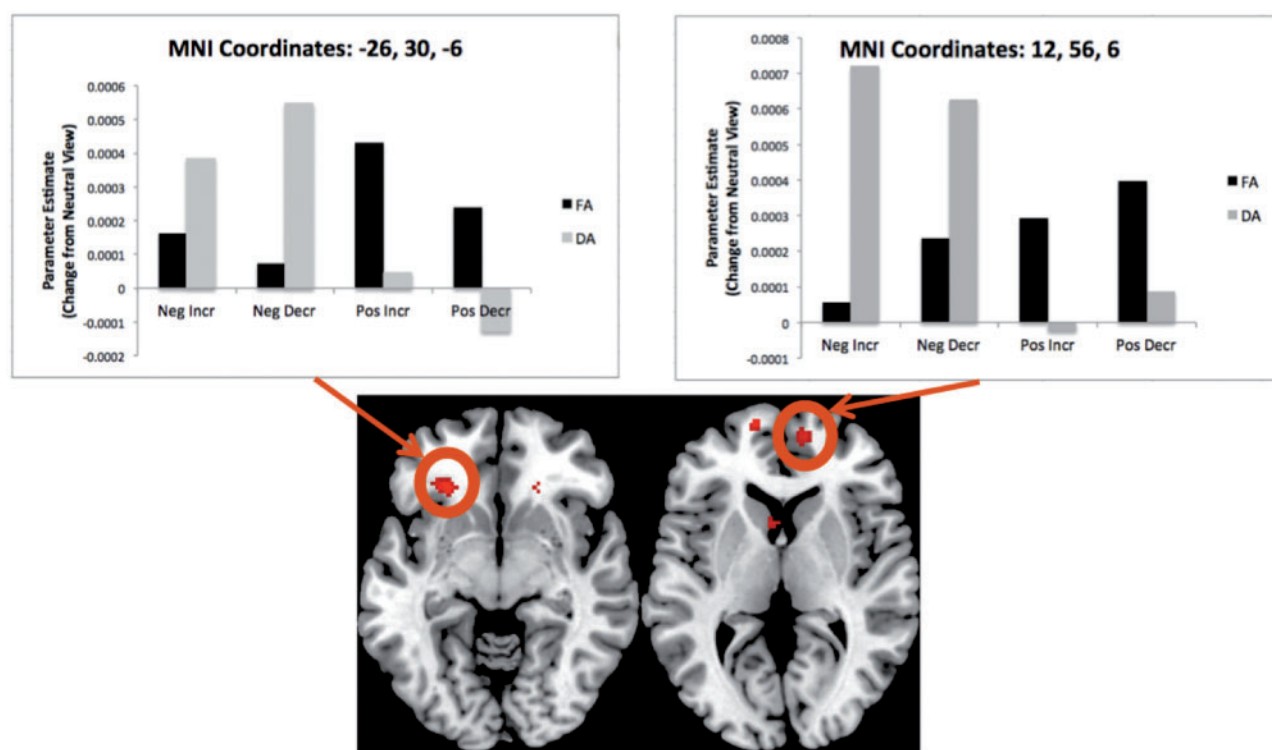 MNI Coordinates: -26, 30, -6
Parameter Estimate
(Change from Neutral View)
0.0006
0.0005
0.0004
0.0003
0.0002
0.0001
0
-0.0001
-0.0002
Neg Incr Neg Decr Pos Incr Pos Decr
FA
DA
MNI Coordinates: 12, 56, 6
Parameter Estimate
(Change from Neutral View)
0.0008
0.0007
0.0006
0.0005
0.0004
0.0003
0.0002
0.0001
0
-0.0001
Neg Incr Neg Decr Pos Incr Pos Decr
FA
DA